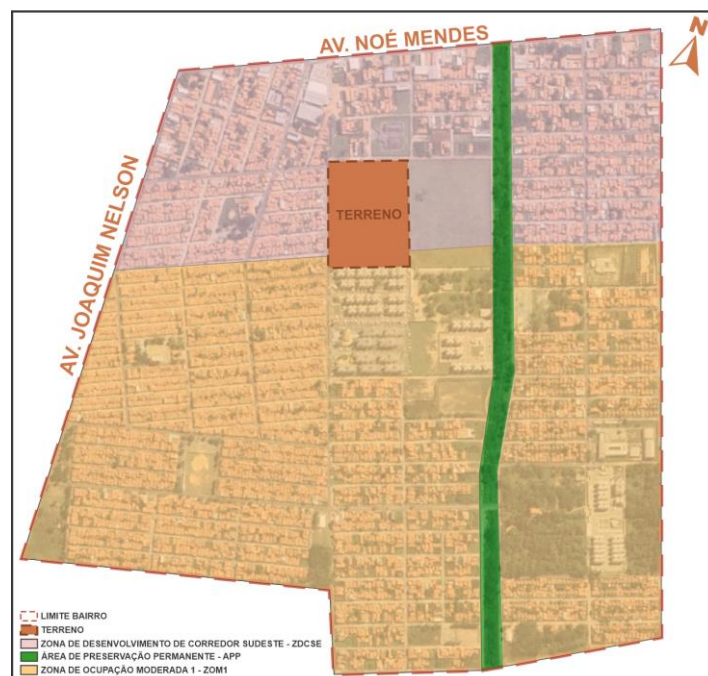 AV. NOÉ MENDES
N
AV. JOAQUIM NELSON
TERRENO
LIMITE BAIRRO
TERRENO
ZONA DE DESENVOLVIMENTO DE CORREDOR SUDESTE - ZDCSE
ÁREA DE PRESERVAÇÃO PERMANENTE - APP
ZONA DE OCUPAÇÃO MODERADA 1 - ZOM1